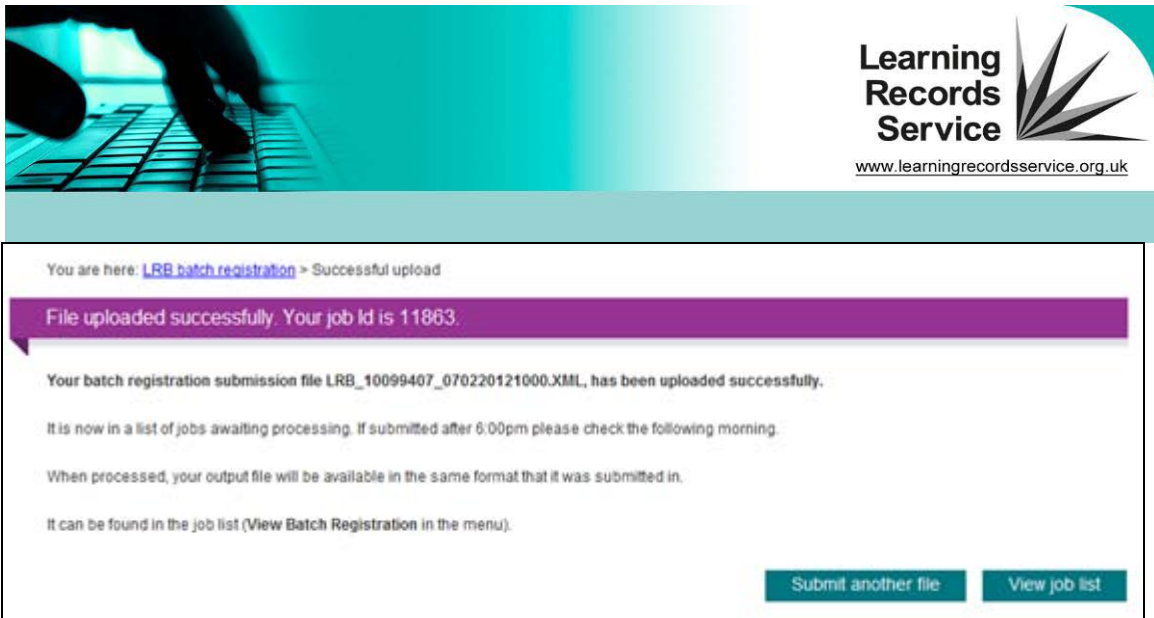 Learning
Records
Service
www.learningrecordsservice.org.uk
You are here: LRB batch registration > Successful upload
File uploaded successfully. Your job Id is 11863.
Your batch registration submission file LRB_10099407_070220121000.XML, has been uploaded successfully.
It is now in a list of jobs awaiting processing. If submitted after 6:00pm please check the following morning.
When processed, your output file will be available in the same format that it was submitted in.
It can be found in the job list (View Batch Registration in the menu).
Submit another file View job list